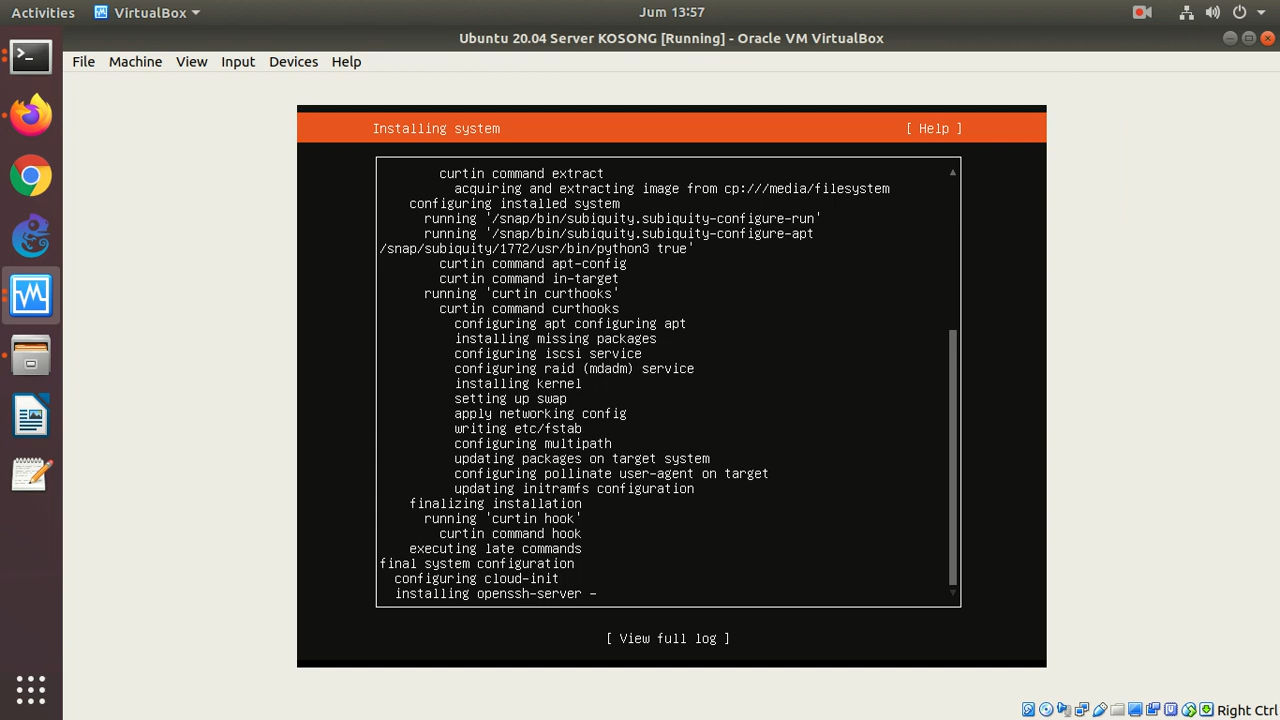 Activities VirtualBox Jum 13:57
Ubuntu 20.04 Server KOSONG [Running] - Oracle VM VirtualBox
File Machine View Input Devices Help
Installing system [ Help ]
curtin command extract
acquiring and extracting image from cp:///media/filesystem
configuring installed system
running '/snap/bin/subiquity.subiquity-configure-run'
running '/snap/bin/subiquity.subiquity-configure-apt
/snap/subiquity/1772/usr/bin/python3 true'
curtin command apt-config
curtin command in-target
running 'curtin curthooks'
curtin command curthooks
configuring apt configuring apt
installing missing packages
configuring iscsi service
configuring raid (mdadm) service
installing kernel
setting up swap
apply networking config
writing etc/fstab
configuring multipath
updating packages on target system
configuring pollinate user-agent on target
updating initramfs configuration
finalizing installation
running 'curtin hook'
curtin command hook
executing late commands
final system configuration
configuring cloud-init
installing openssh-server -
[ View full log ]
Right Ctrl